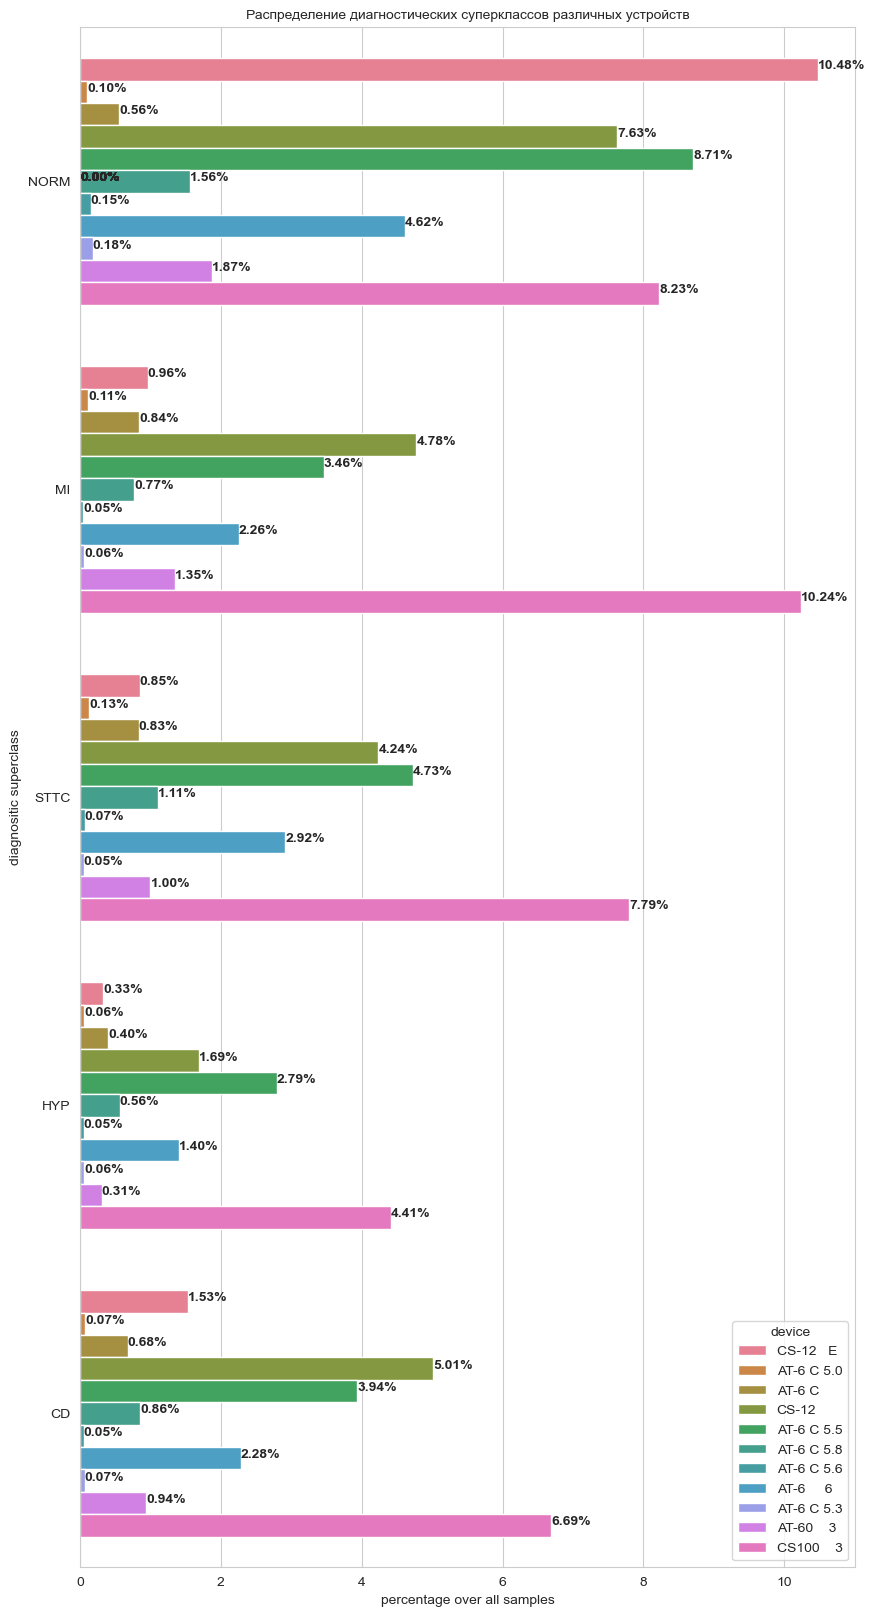 Распределение диагностических суперклассов различных устройств
10.48%
0.10%
0.56%
7.63%
8.71%
NORM 0.00% 1.56%
0.15%
4.62%
0.18%
1.87%
8.23%
0.96%
0.11%
0.84%
4.78%
3.46%
MI 0.77%
0.05%
2.26%
0.06%
1.35%
10.24%
diagnositic superclass
0.85%
0.13%
0.83%
4.24%
4.73%
STTC 1.11%
0.07%
2.92%
0.05%
1.00%
7.79%
0.33%
0.06%
0.40%
1.69%
2.79%
HYP 0.56%
0.05%
1.40%
0.06%
0.31%
4.41%
1.53%
0.07%
0.68%
5.01%
3.94%
CD 0.86%
0.05%
2.28%
0.07%
0.94%
6.69%
device
CS-12 E
AT-6 C 5.0
AT-6 C
CS-12
AT-6 C 5.5
AT-6 C 5.8
AT-6 C 5.6
AT-6 6
AT-6 C 5.3
AT-60 3
CS100 3
0 2 4 6 8 10
percentage over all samples